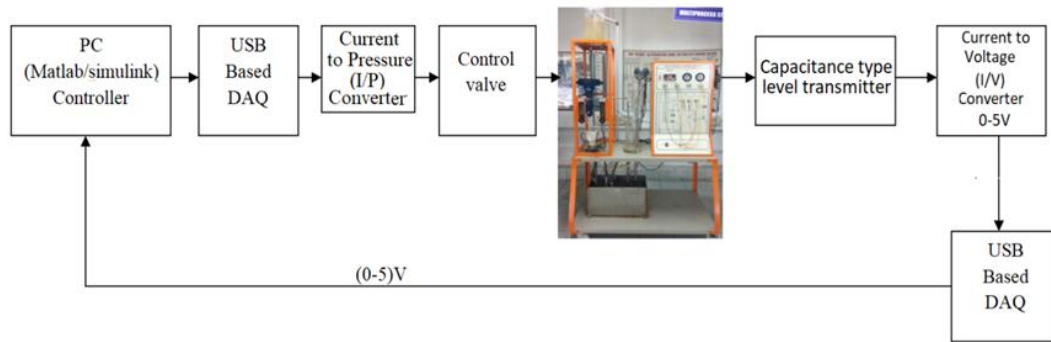 PC
(Matlab/simulink)
Controller
USB
Based
DAQ
Current
to Pressure
(I/P)
Converter
Control
valve
Capacitance type
level transmitter
Current to
Voltage
(I/V)
Converter
0-5V
USB
Based
DAQ
(0-5)V